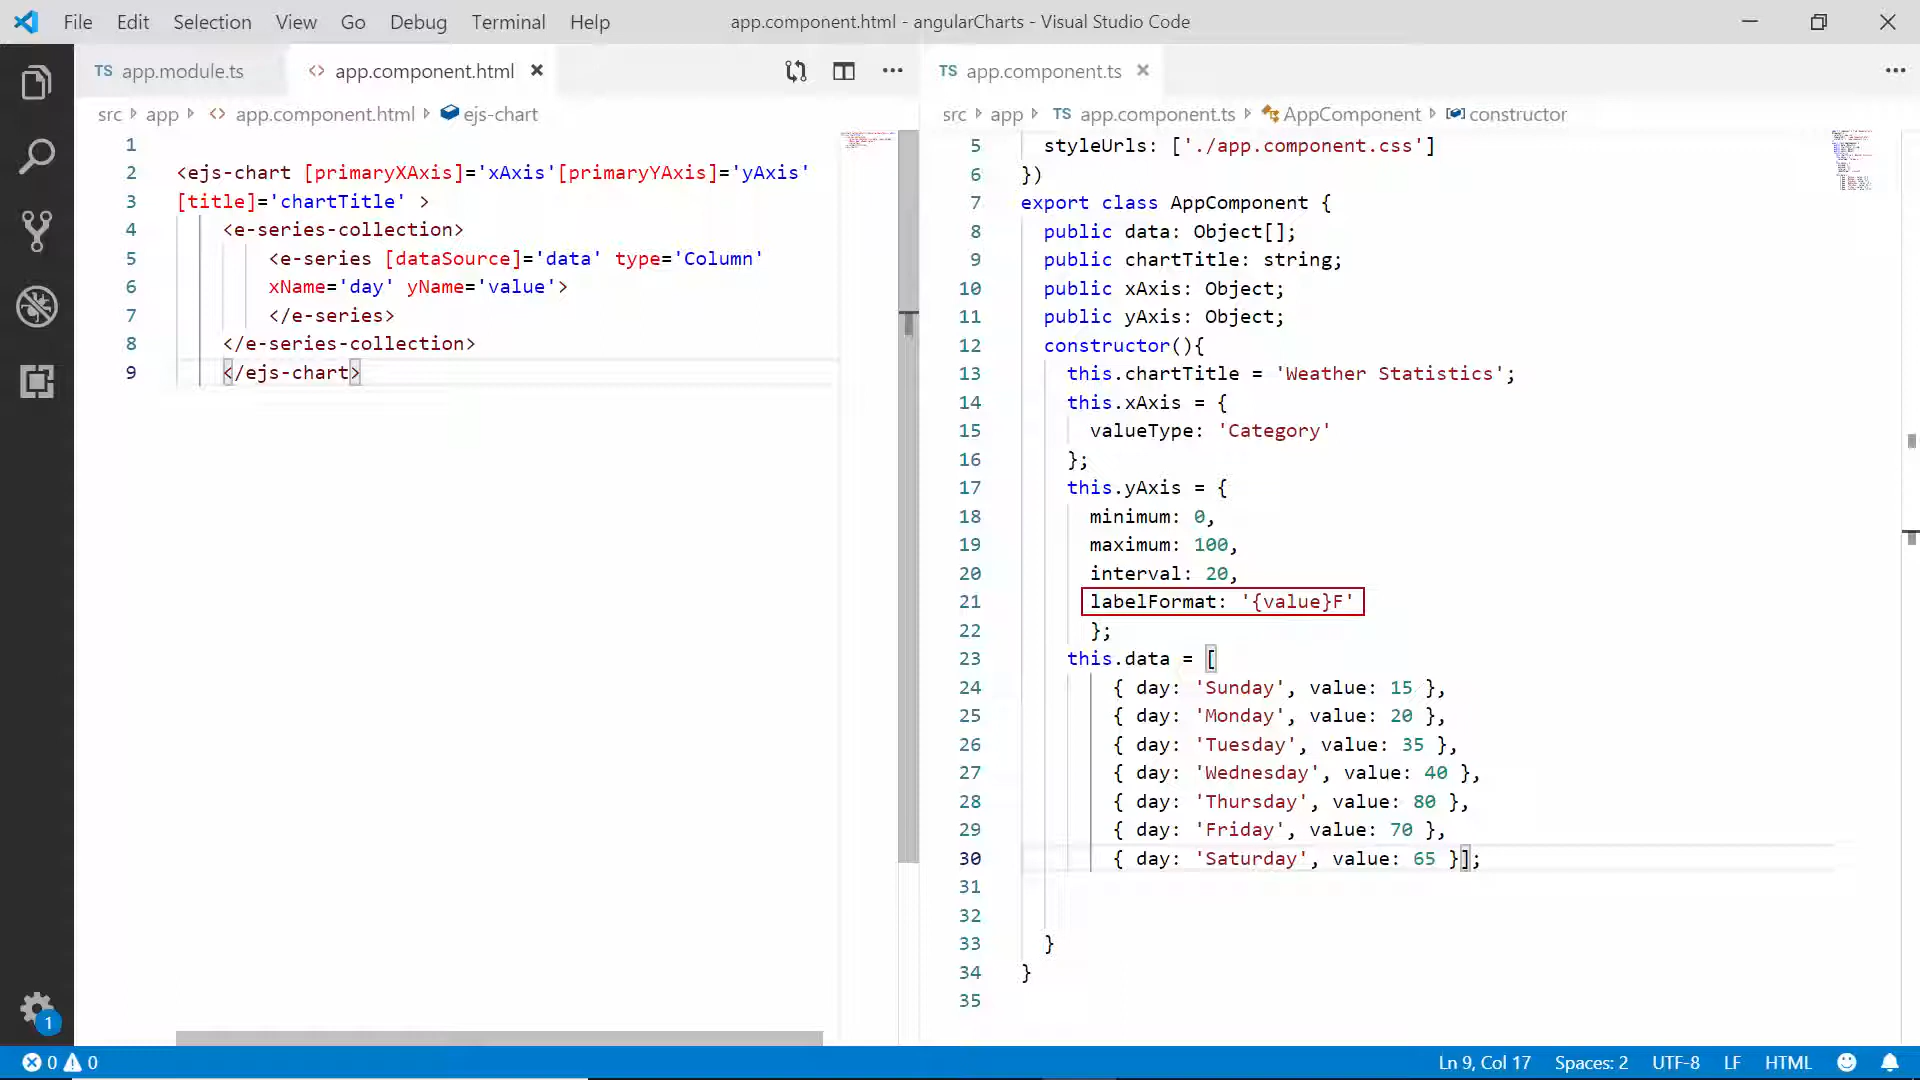 File Edit Selection View Go Debug Terminal Help app.component.html - angularCharts - Visual Studio Code
TS app.module.ts <> app.component.html
src app <> app.component.html ejs-chart
1
2 <ejs-chart [primaryXAxis]='xAxis'[primaryYAxis]='yAxis'
3 [title]='chartTitle' >
4 <e-series-collection>
5 <e-series [dataSource]='data' type='Column'
6 xName='day' yName='value'>
7 </e-series>
8 </e-series-collection>
9 </ejs-chart>
TS app.component.ts
src app TS app.component.ts AppComponent constructor
5 styleUrls: ['./app.component.css']
6 })
7 export class AppComponent {
8 public data: Object[];
9 public chartTitle: string;
10 public xAxis: Object;
11 public yAxis: Object;
12 constructor(){
13 this.chartTitle = 'Weather Statistics';
14 this.xAxis = {
15 valueType: 'Category'
16 };
17 this.yAxis = {
18 minimum: 0,
19 maximum: 100,
20 interval: 20,
21 labelFormat: '{value}F'
22 };
23 this.data = [
24 { day: 'Sunday', value: 15 },
25 { day: 'Monday', value: 20 },
26 { day: 'Tuesday', value: 35 },
27 { day: 'Wednesday', value: 40 },
28 { day: 'Thursday', value: 80 },
29 { day: 'Friday', value: 70 },
30 { day: 'Saturday', value: 65 }];
31
32
33 }
34 }
35
1
0 0 Ln 9, Col 17 Spaces: 2 UTF-8 LF HTML